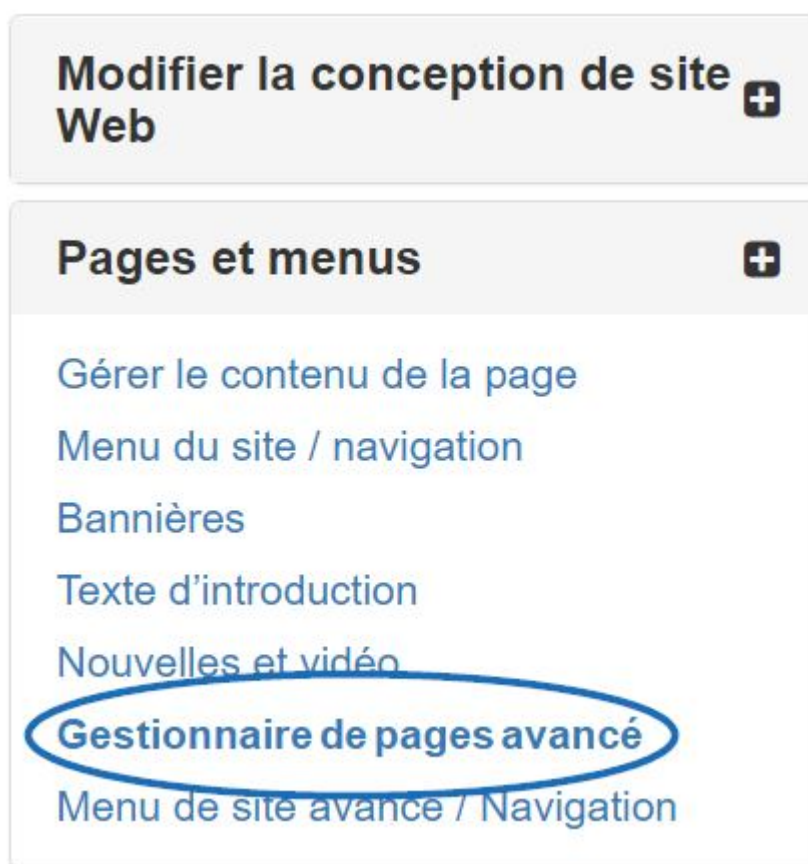 Modifier la conception de site
Web
Pages et menus
Gérer le contenu de la page
Menu du site / navigation
Bannières
Texte d’introduction
Nouvelles et vidéo
Gestionnaire de pages avancé
Menu de site avancé / Navigation